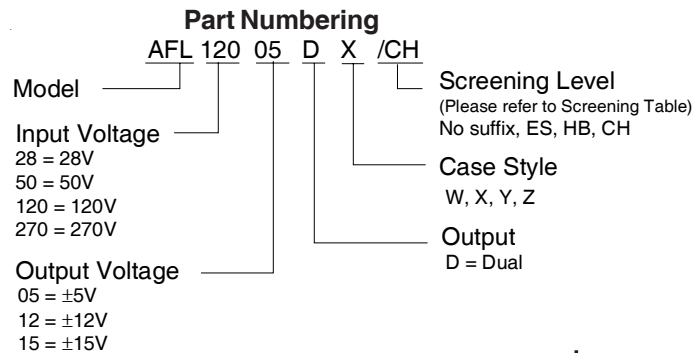 Part Numbering
AFL 120 05 D X /CH
Model
Input Voltage
28 = 28V
50 = 50V
120 = 120V
270 = 270V
Output Voltage
05 = ±5V
12 = ±12V
15 = ±15V
Screening Level
(Please refer to Screening Table)
No suffix, ES, HB, CH
Case Style
W, X, Y, Z
Output
D = Dual